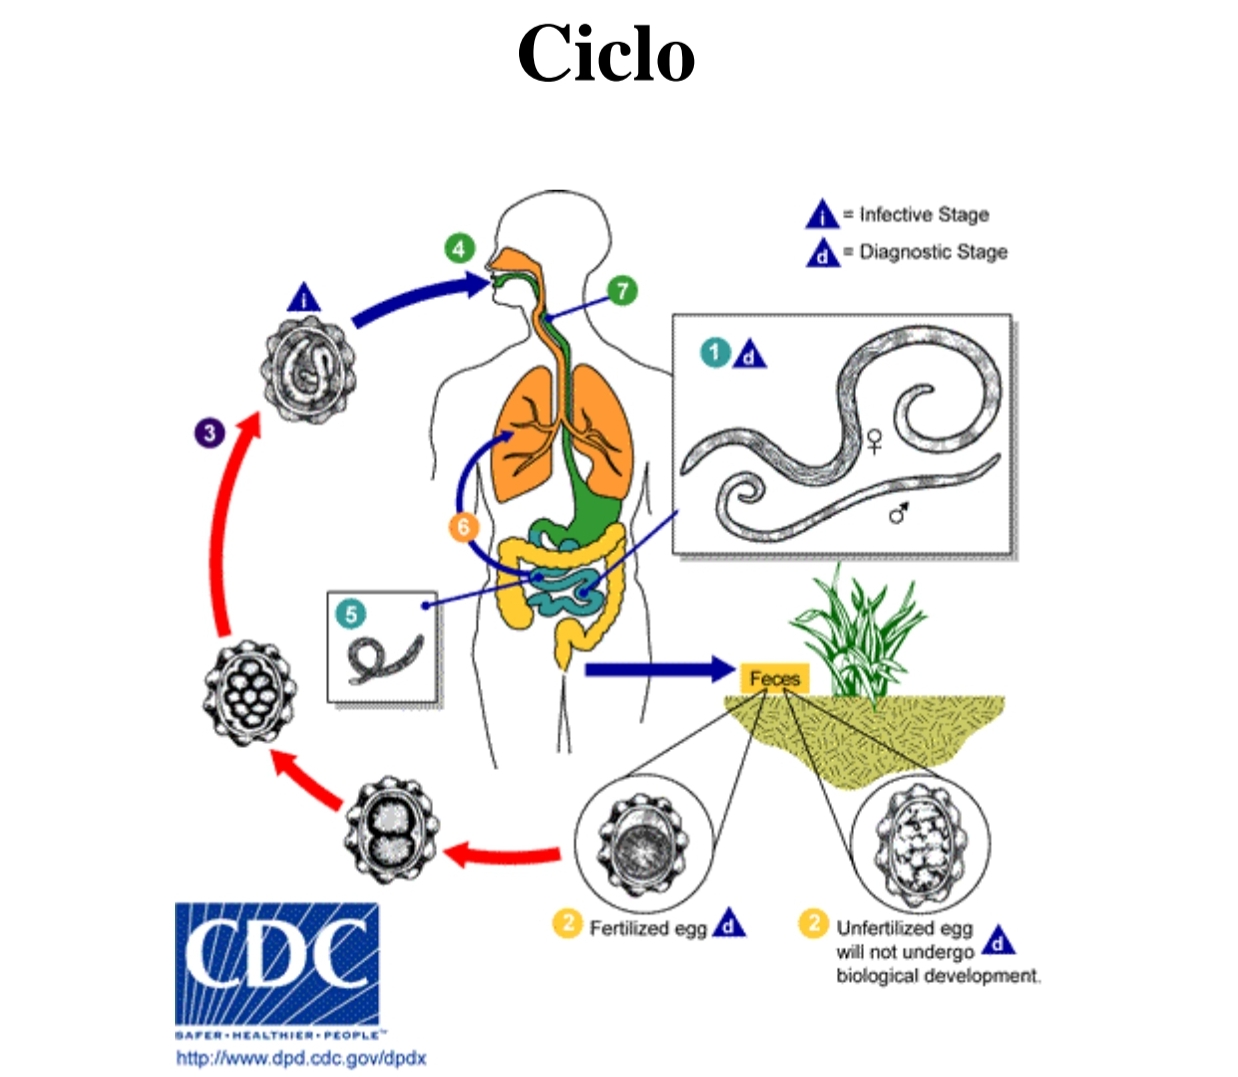 Ciclo
i = Infective Stage
d = Diagnostic Stage
4
7
i
1 d
3
♀
♂
6
5
Feces
2 Fertilized egg d
2 Unfertilized egg
will not undergo d
biological development.
CDC
SAFER • HEALTHIER • PEOPLE™
http://www.dpd.cdc.gov/dpdx